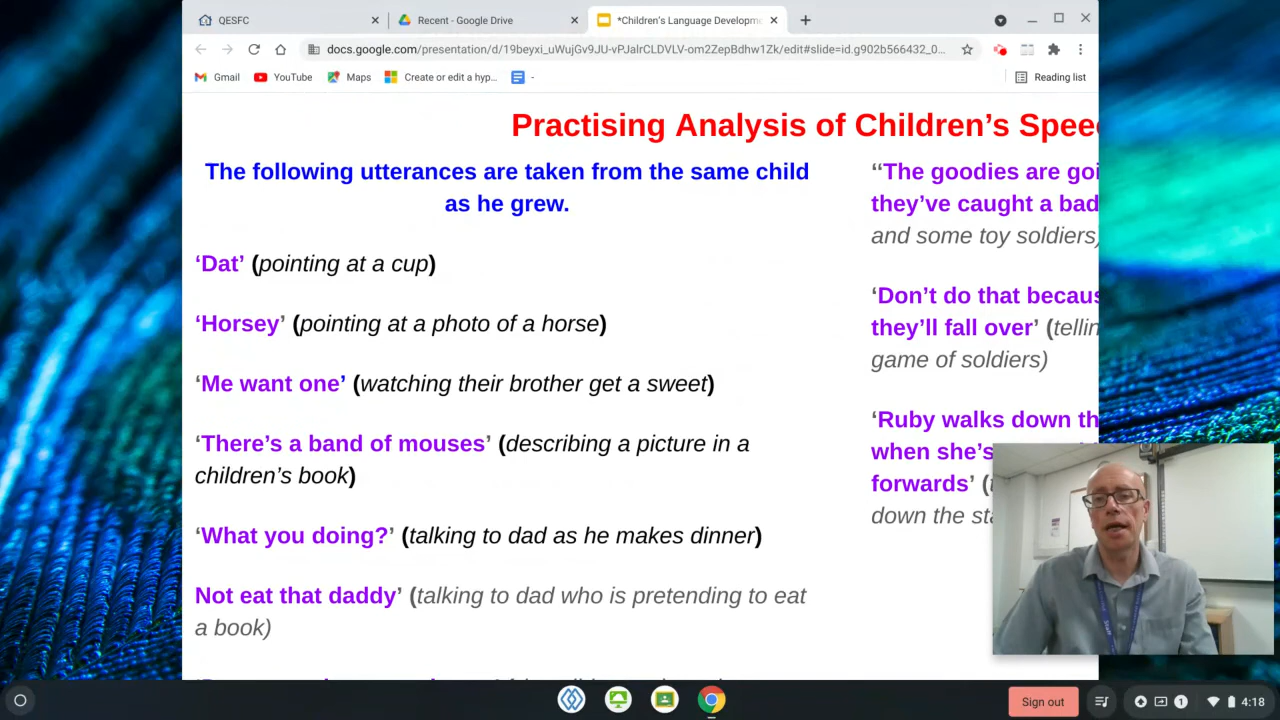 QESFC
Recent - Google Drive
*Children's Language Developm
docs.google.com/presentation/d/19beyxi_uWujGv9JU-vPJalrCLDVLV-om2ZepBdhw1Zk/edit#slide=id.g902b566432_0...
Gmail
YouTube
Maps
Create or edit a hyp...
-
Reading list
Practising Analysis of Children's Speec
The following utterances are taken from the same child
as he grew.
'Dat' (pointing at a cup)
'Horsey' (pointing at a photo of a horse)
'Me want one' (watching their brother get a sweet)
'There's a band of mouses' (describing a picture in a
children's book)
'What you doing?' (talking to dad as he makes dinner)
Not eat that daddy' (talking to dad who is pretending to eat
a book)
“The goodies are goi
they've caught a bad
and some toy soldiers)
'Don't do that becaus
they'll fall over' (tellin
game of soldiers)
'Ruby walks down th
when she's
forwards' (
down the sta
Sign out
1
4:18